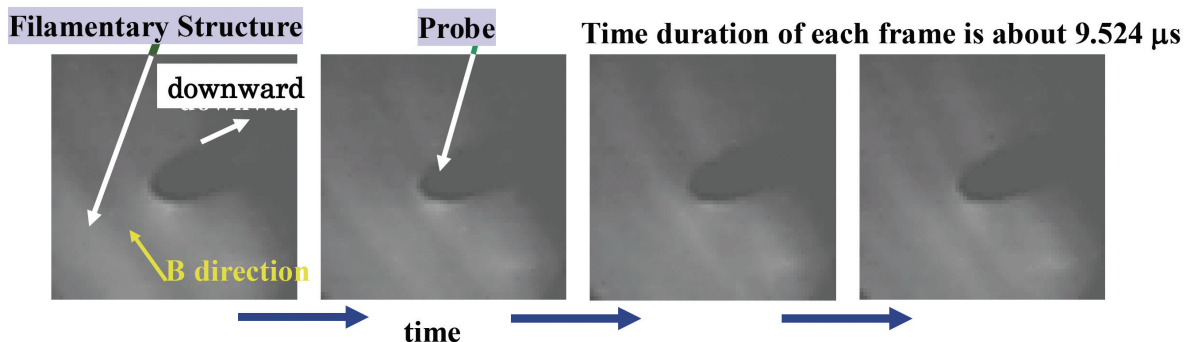 Filamentary Structure
Probe
Time duration of each frame is about 9.524 μs
downward
B direction
time